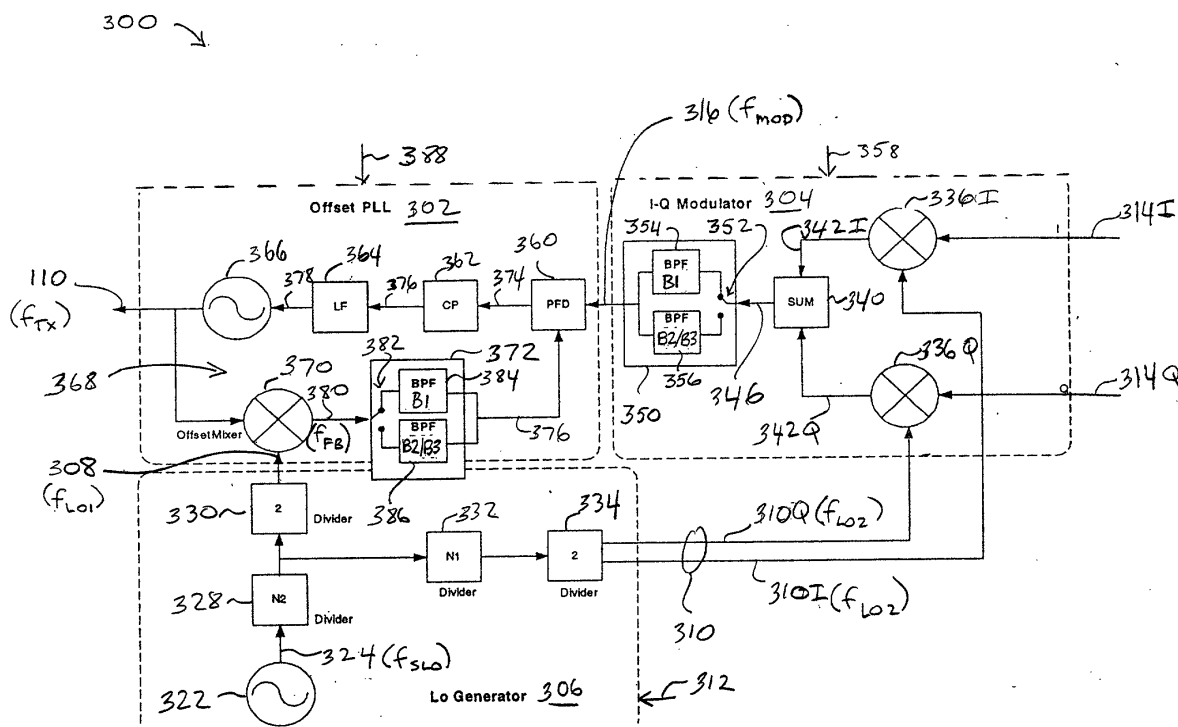 300
316 (fMOD)
388
358
Offset PLL 302
I-Q Modulator 304
336I
314I
342I
352
354
BPF
B1
366
364
362
360
378
376
374
LF
CP
PFD
SUM
340
110
(fTX)
382
372
B2/B3
356
336Q
368
370
380
BPF
B1
384
350
346
314Q
Offset Mixer
(fFB)
BPF
B2/B3
376
342Q
308
(fLO1)
386
332
334
330
2
Divider
310Q (fLO2)
N1
2
Divider
Divider
310I (fLO2)
328
N2
Divider
310
324 (fSLO)
322
Lo Generator 306
312